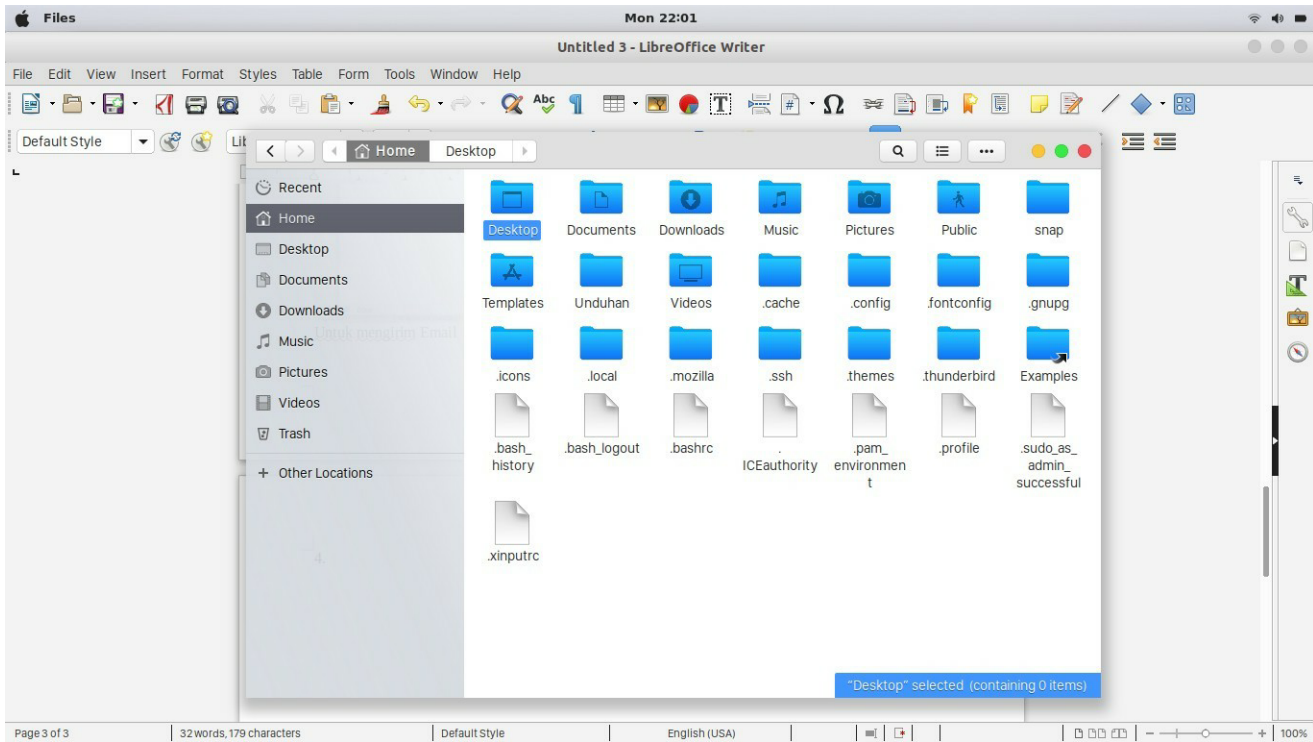 Files Mon 22:01
Untitled 3 - LibreOffice Writer
File Edit View Insert Format Styles Table Form Tools Window Help
Default Style
Home Desktop
Recent
Home
Desktop
Documents
Downloads
Music
Pictures
Videos
Trash
Other Locations
Desktop Documents Downloads Music Pictures Public snap
Templates Unduhan Videos .cache .config .fontconfig .gnupg
.icons .local .mozilla .ssh .themes .thunderbird Examples
.bash_ .bash_logout .bashrc . .pam_ .profile .sudo_as_
history ICEauthority environmen admin_
t successful
.xinputrc
Untuk mengirim Email
4.
"Desktop" selected (containing 0 items)
Page 3 of 3 32 words, 179 characters Default Style English (USA) 100%